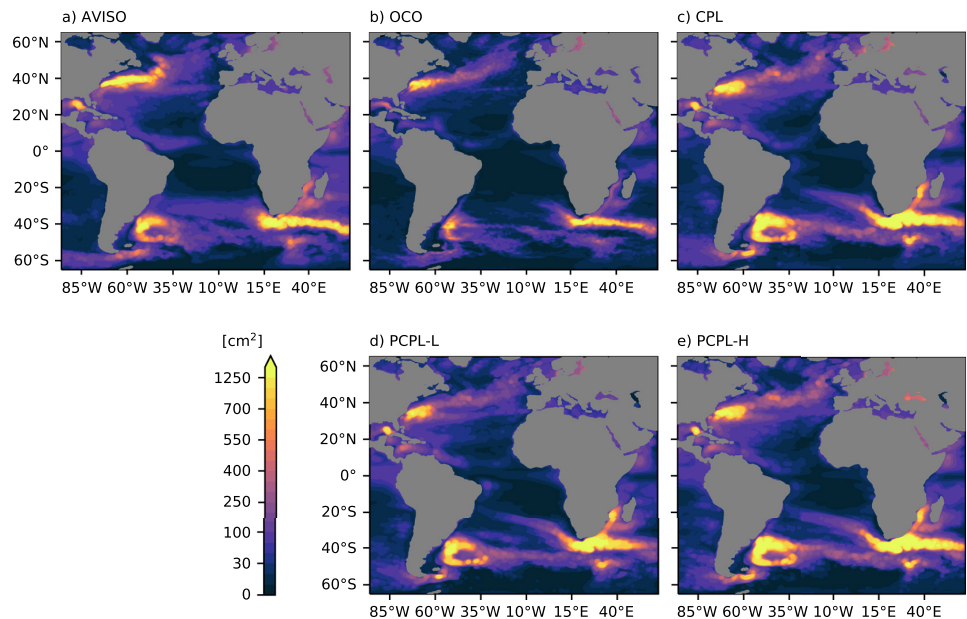 a) AVISO
b) OCO
c) CPL
60°N
40°N
20°N
0°
20°S
40°S
60°S
85°W 60°W 35°W 10°W 15°E 40°E
85°W 60°W 35°W 10°W 15°E 40°E
85°W 60°W 35°W 10°W 15°E 40°E
[cm²]
1250
700
550
400
250
100
30
0
d) PCPL-L
e) PCPL-H
60°N
40°N
20°N
0°
20°S
40°S
60°S
85°W 60°W 35°W 10°W 15°E 40°E
85°W 60°W 35°W 10°W 15°E 40°E